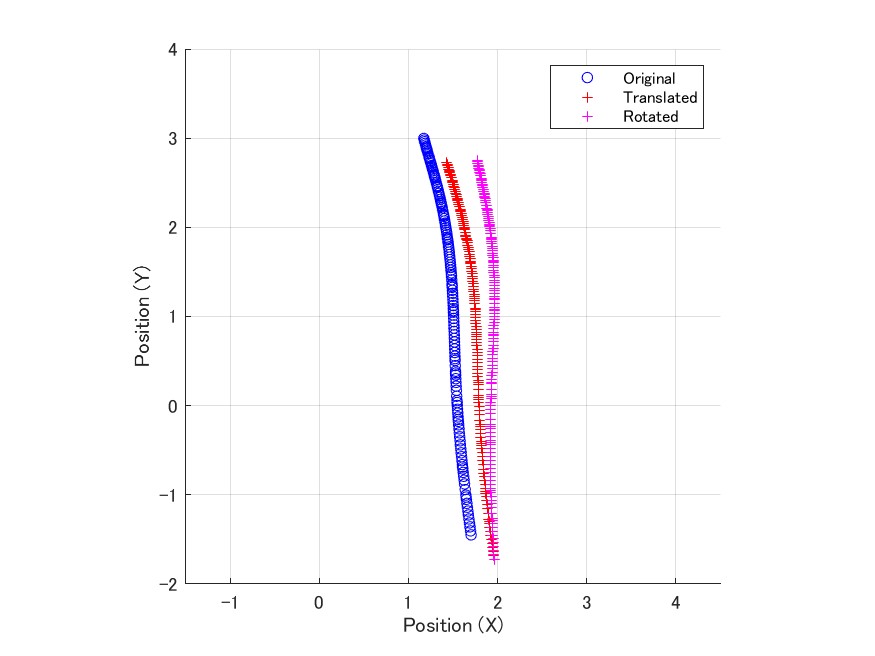 4
3
2
1
0
-1
-2
-1
0
1
2
3
4
Position (Y)
Position (X)
Original
Translated
Rotated